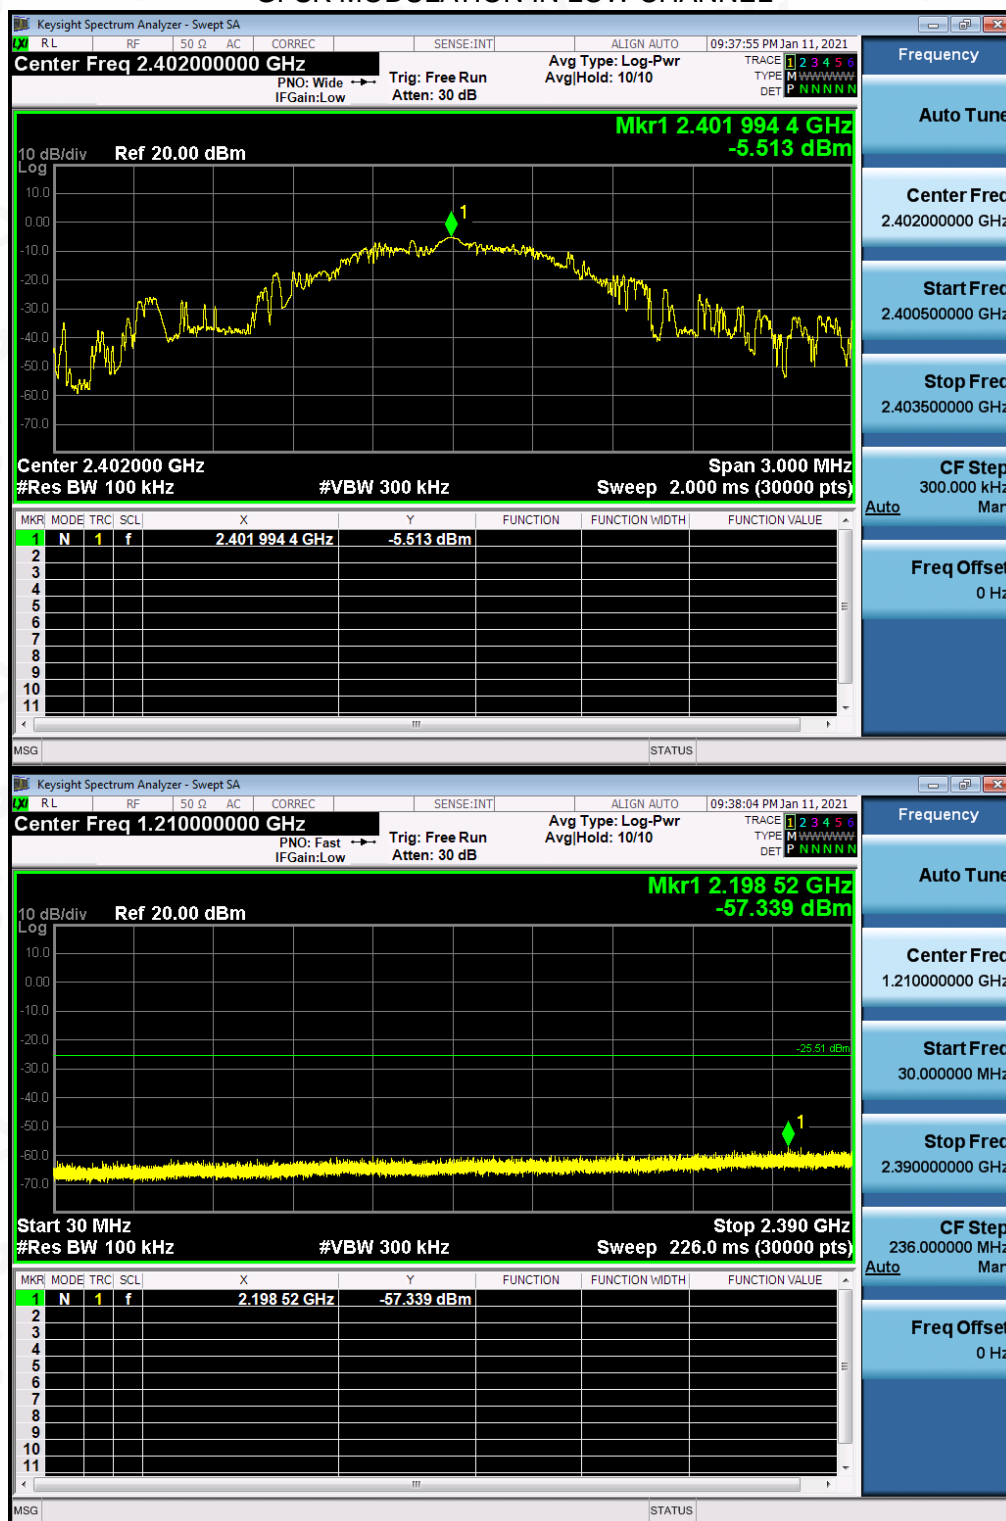 GFSK MODULATION IN LOW CHANNEL
Keysight Spectrum Analyzer - Swept SA
LXI RL RF 50 Ω AC CORREC SENSE:INT ALIGN AUTO 09:37:55 PM Jan 11, 2021
Center Freq 2.402000000 GHz
PNO: Wide
IFGain:Low
Trig: Free Run
Atten: 30 dB
Avg Type: Log-Pwr
Avg|Hold: 10/10
TRACE 1 2 3 4 5 6
TYPE M WWWWW
DET P N N N N N
Mkr1 2.401 994 4 GHz
-5.513 dBm
10 dB/div Ref 20.00 dBm
Log
10.0
0.00
-10.0
-20.0
-30.0
-40.0
-50.0
-60.0
-70.0
1
Center 2.402000 GHz Span 3.000 MHz
#Res BW 100 kHz #VBW 300 kHz Sweep 2.000 ms (30000 pts)
MKR MODE TRC SCL X Y FUNCTION FUNCTION WIDTH FUNCTION VALUE
1 N 1 f 2.401 994 4 GHz -5.513 dBm
2
3
4
5
6
7
8
9
10
11
MSG STATUS
Frequency
Auto Tune
Center Freq
2.402000000 GHz
Start Freq
2.400500000 GHz
Stop Freq
2.403500000 GHz
CF Step
300.000 kHz
Auto Man
Freq Offset
0 Hz
Keysight Spectrum Analyzer - Swept SA
LXI RL RF 50 Ω AC CORREC SENSE:INT ALIGN AUTO 09:38:04 PM Jan 11, 2021
Center Freq 1.210000000 GHz
PNO: Fast
IFGain:Low
Trig: Free Run
Atten: 30 dB
Avg Type: Log-Pwr
Avg|Hold: 10/10
TRACE 1 2 3 4 5 6
TYPE M WWWWW
DET P N N N N N
Mkr1 2.198 52 GHz
-57.339 dBm
10 dB/div Ref 20.00 dBm
Log
10.0
0.00
-10.0
-20.0
-30.0
-40.0
-50.0
-60.0
-70.0
-25.51 dBm
1
Start 30 MHz Stop 2.390 GHz
#Res BW 100 kHz #VBW 300 kHz Sweep 226.0 ms (30000 pts)
MKR MODE TRC SCL X Y FUNCTION FUNCTION WIDTH FUNCTION VALUE
1 N 1 f 2.198 52 GHz -57.339 dBm
2
3
4
5
6
7
8
9
10
11
MSG STATUS
Frequency
Auto Tune
Center Freq
1.210000000 GHz
Start Freq
30.000000 MHz
Stop Freq
2.390000000 GHz
CF Step
236.000000 MHz
Auto Man
Freq Offset
0 Hz